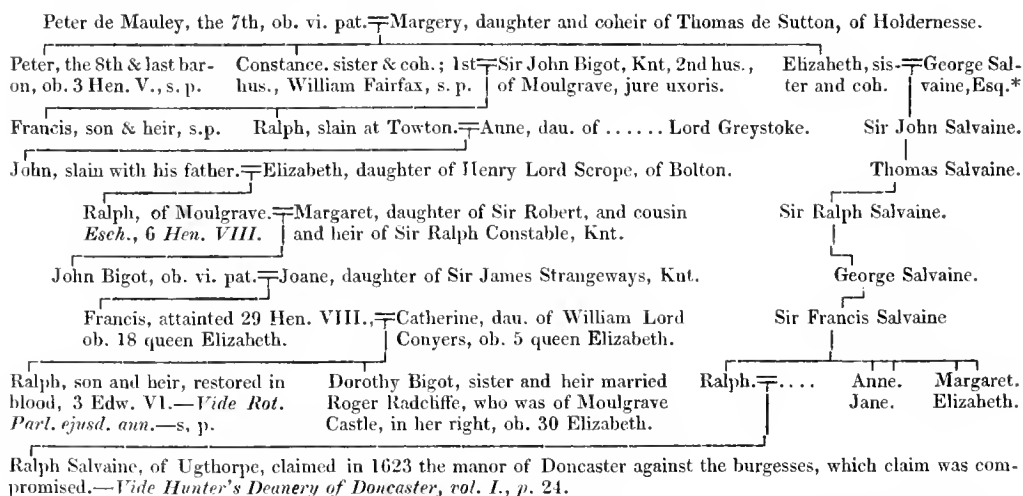 Peter de Mauley, the 7th, ob. vi. pat.=Margery, daughter and coheir of Thomas de Sutton, of Holdernesse.
Peter, the 8th & last bar- Constance. sister & coh.; 1st=Sir John Bigot, Knt, 2nd hus., Elizabeth, sis-=George Sal-
on, ob. 3 Hen. V., s. p. hus., William Fairfax, s. p. of Moulgrave, jure uxoris. ter and coh. vaine, Esq.*
Francis, son & heir, s.p. Ralph, slain at Towton.=Anne, dau. of ...... Lord Greystoke. Sir John Salvaine.
John, slain with his father.=Elizabeth, daughter of Henry Lord Scrope, of Bolton. Thomas Salvaine.
Ralph, of Moulgrave.=Margaret, daughter of Sir Robert, and cousin Sir Ralph Salvaine.
Esch., 6 Hen. VIII. and heir of Sir Ralph Constable, Knt.
John Bigot, ob. vi. pat.=Joane, daughter of Sir James Strangeways, Knt. George Salvaine.
Francis, attainted 29 Hen. VIII.,=Catherine, dau. of William Lord Sir Francis Salvaine
ob. 18 queen Elizabeth. Conyers, ob. 5 queen Elizabeth.
Ralph, son and heir, restored in Dorothy Bigot, sister and heir married Ralph.=.... Anne. Margaret.
blood, 3 Edw. VI.—Vide Rot. Roger Radcliffe, who was of Moulgrave Jane. Elizabeth.
Parl. ejusd. ann.—s, p. Castle, in her right, ob. 30 Elizabeth.
Ralph Salvaine, of Ugthorpe, claimed in 1623 the manor of Doncaster against the burgesses, which claim was com-
promised.—Vide Hunter's Deanery of Doncaster, vol. I., p. 24.